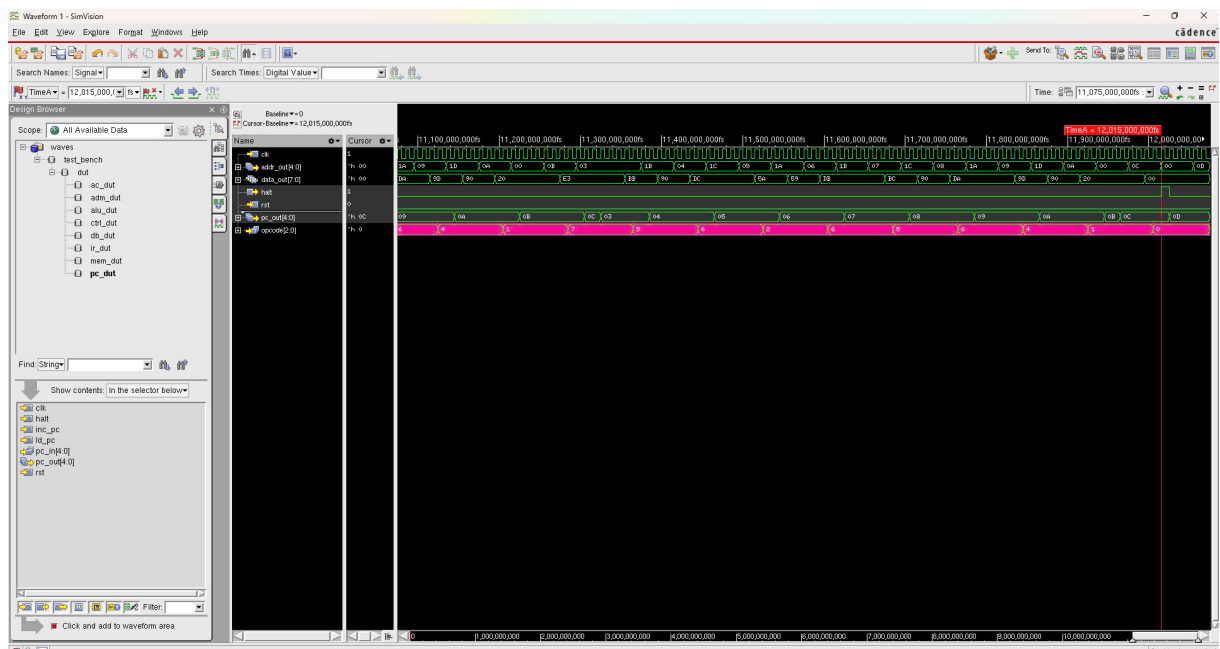 Waveform 1 - SimVision
File Edit View Explore Format Windows Help
cādence
Send To:
Search Names: Signal
Search Times: Digital Value
TimeA = 12,015,000,( fs
Time: 11,075,000,000fs :
Design Browser
Scope: All Available Data
waves
test_bench
dut
ac_dut
adm_dut
alu_dut
ctrl_dut
db_dut
ir_dut
mem_dut
pc_dut
Find: String
Show contents: In the selector below
clk
halt
inc_pc
ld_pc
pc_in[4:0]
pc_out[4:0]
rst
Filter:
Click and add to waveform area
Baseline = 0
Cursor-Baseline = 12,015,000,000fs
TimeA = 12,015,000,000fs
Name Cursor
11,100,000,000fs 11,200,000,000fs 11,300,000,000fs 11,400,000,000fs 11,500,000,000fs 11,600,000,000fs 11,700,000,000fs 11,800,000,000fs 11,900,000,000fs 12,000,000,00
clk 1
addr_out[4:0] 'h 00 1A 09 1D 0A 00 0B 03 1B 04 1C 05 1A 06 1B 07 1C 08 1A 09 1D 0A 00 0C 00 0D
data_out[7:0] 'h 00 DA 9D 90 20 E3 BB 90 DC 5A 59 DB BC 90 DA 9D 90 20 00
halt 1
rst 0
pc_out[4:0] 'h 0C 09 0A 0B 0C 03 04 05 06 07 08 09 0A 0B 0C 0D
opcode[2:0] 'h 0 6 4 1 7 5 6 2 6 5 6 4 1 0
0 1,000,000,000 2,000,000,000 3,000,000,000 4,000,000,000 5,000,000,000 6,000,000,000 7,000,000,000 8,000,000,000 9,000,000,000 10,000,000,000